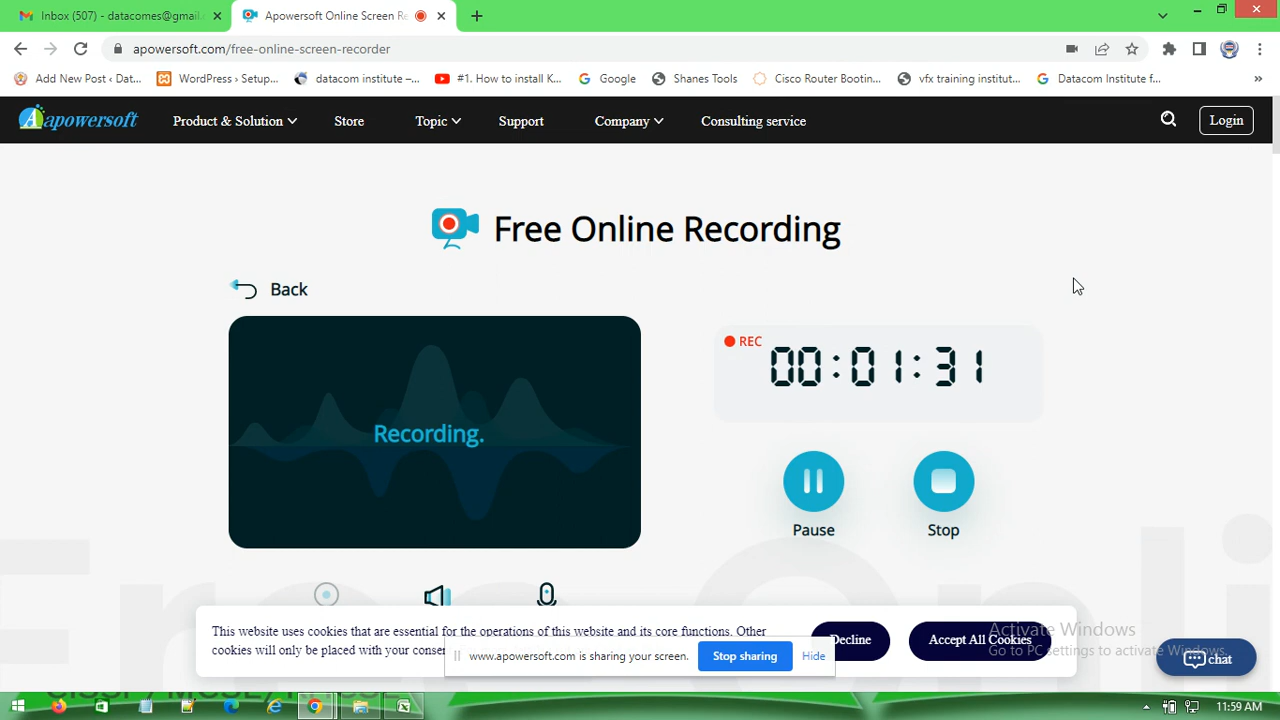 Inbox (507) - datacomes@gmail.
Apowersoft Online Screen Re
apowersoft.com/free-online-screen-recorder
Add New Post ‹ Dat...
WordPress › Setup...
datacom institute –...
#1. How to install K...
Google
Shanes Tools
Cisco Router Bootin...
vfx training institut...
Datacom Institute f...
»
Apowersoft
Product & Solution
Store
Topic
Support
Company
Consulting service
Login
Free Online Recording
Back
REC
00:01:31
Recording.
Pause
Stop
Free Onli
This website uses cookies that are essential for the operations of this website and its core functions. Other
cookies will only be placed with your conse
Decline
Accept All Cookies
www.apowersoft.com is sharing your screen.
Stop sharing
Hide
Activate Windows
Go to PC settings to activate Windows.
chat
11:59 AM